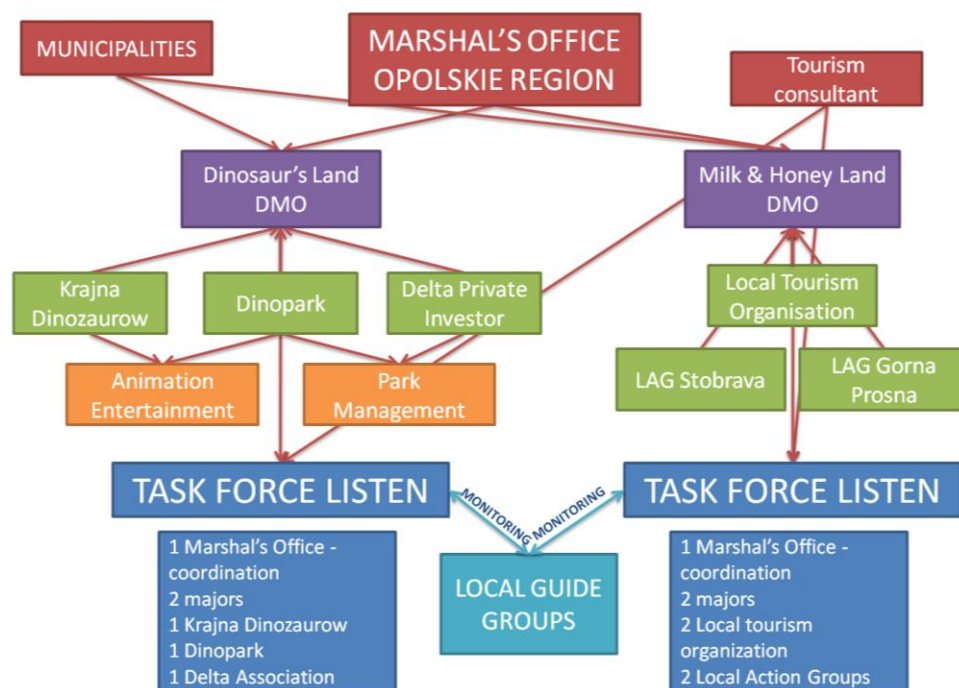 MUNICIPALITIES
MARSHAL'S OFFICE
OPOLSKIE REGION
Tourism
consultant
Dinosaur's Land
DMO
Milk & Honey Land
DMO
Krajna
Dinozaurow
Dinopark
Delta Private
Investor
Local Tourism
Organisation
Animation
Entertainment
Park
Management
LAG Stobrava
LAG Gorna
Prosna
TASK FORCE LISTEN
MONITORING
MONITORING
TASK FORCE LISTEN
1 Marshal's Office -
coordination
2 majors
1 Krajna Dinozaurow
1 Dinopark
1 Delta Association
LOCAL GUIDE
GROUPS
1 Marshal's Office -
coordination
2 majors
2 Local tourism
organization
2 Local Action Groups